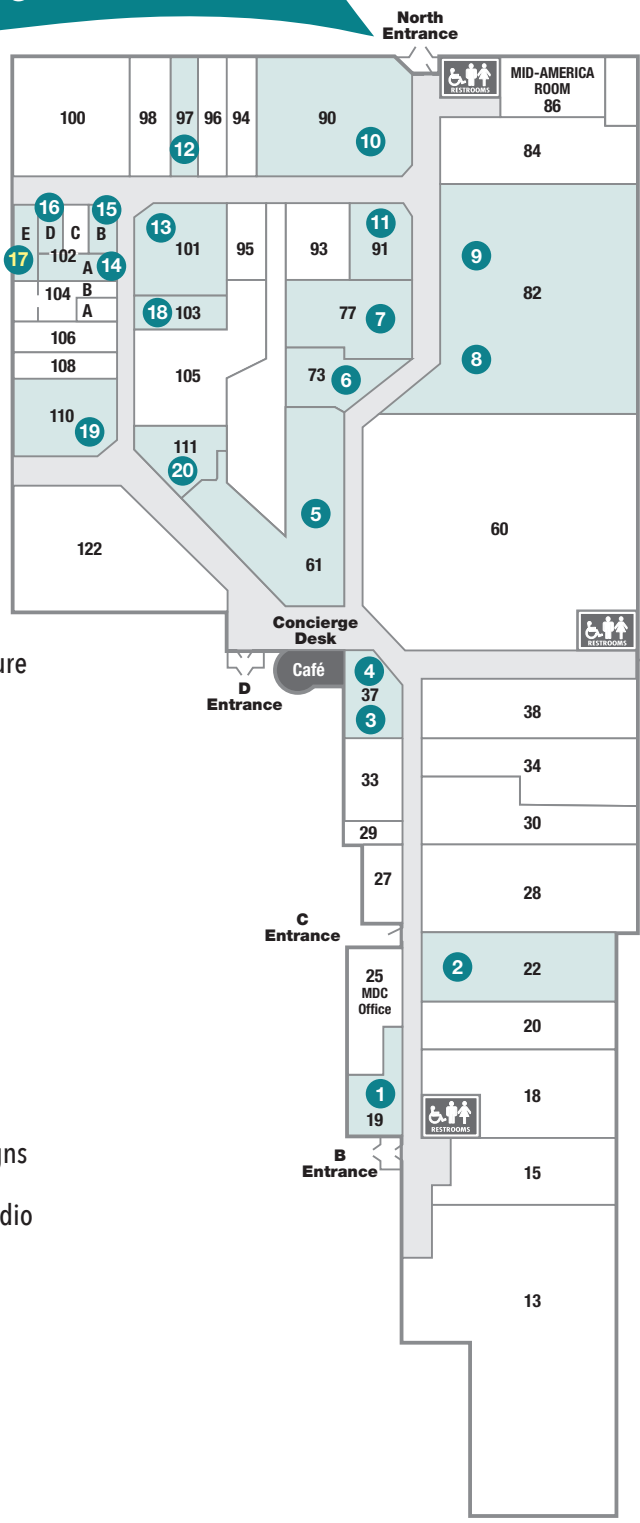 g
North
Entrance
RESTROOMS
MID-AMERICA
ROOM
86
100
98
97
96
94
90
12
10
84
16
15
E
D
C
B
17
102
A
14
104
B
A
13
101
95
93
11
91
9
82
18
103
77
7
106
8
108
105
73
6
110
19
111
20
5
60
122
61
Concierge
Desk
RESTROOMS
ure
Café
D
Entrance
4
37
3
38
34
33
30
29
27
28
C
Entrance
2
22
25
MDC
Office
20
1
19
18
RESTROOMS
gns
B
Entrance
15
dio
13